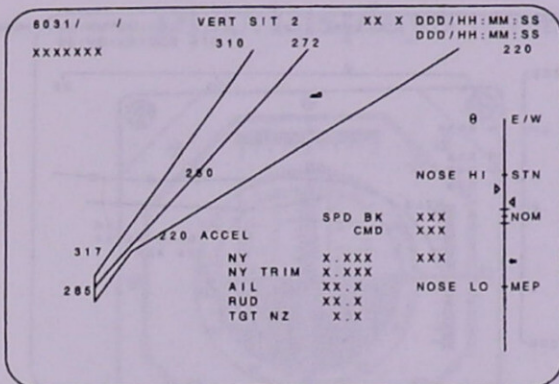 6031/ / VERT SIT 2 XX X DDD/HH:MM:SS
DDD/HH:MM:SS
XXXXXXX 310 272 220
θ E/W
NOSE HI STN
280
SPD BK XXX NOM
CMD XXX
220 ACCEL
317
NY X.XXX XXX
NY TRIM X.XXX
285 AIL XX.X NOSE LO MEP
RUD XX.X
TGT NZ X.X